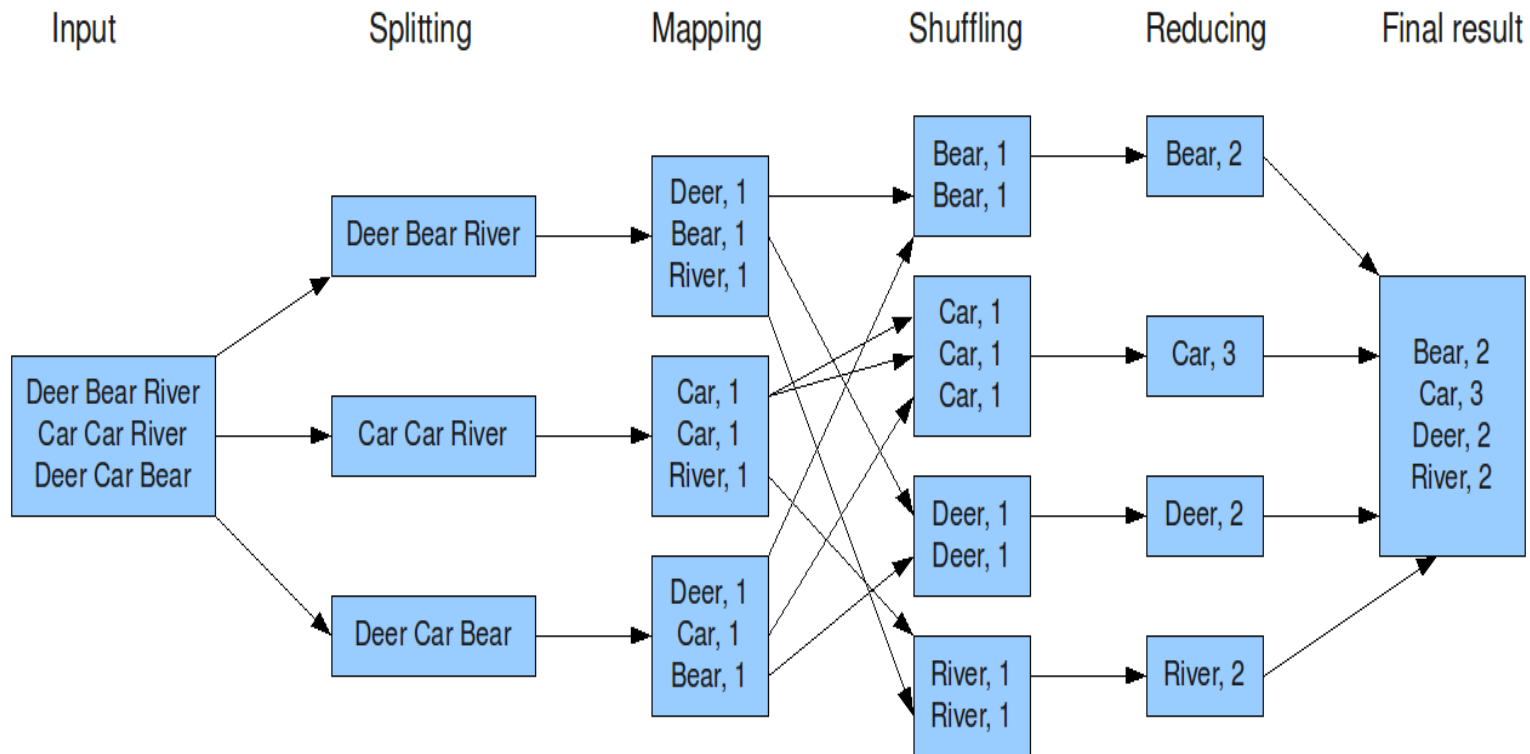 Input
Splitting
Mapping
Shuffling
Reducing
Final result
Deer Bear River
Car Car River
Deer Car Bear
Deer Bear River
Car Car River
Deer Car Bear
Deer, 1
Bear, 1
River, 1
Car, 1
Car, 1
River, 1
Deer, 1
Car, 1
Bear, 1
Bear, 1
Bear, 1
Car, 1
Car, 1
Car, 1
Deer, 1
Deer, 1
River, 1
River, 1
Bear, 2
Car, 3
Deer, 2
River, 2
Bear, 2
Car, 3
Deer, 2
River, 2